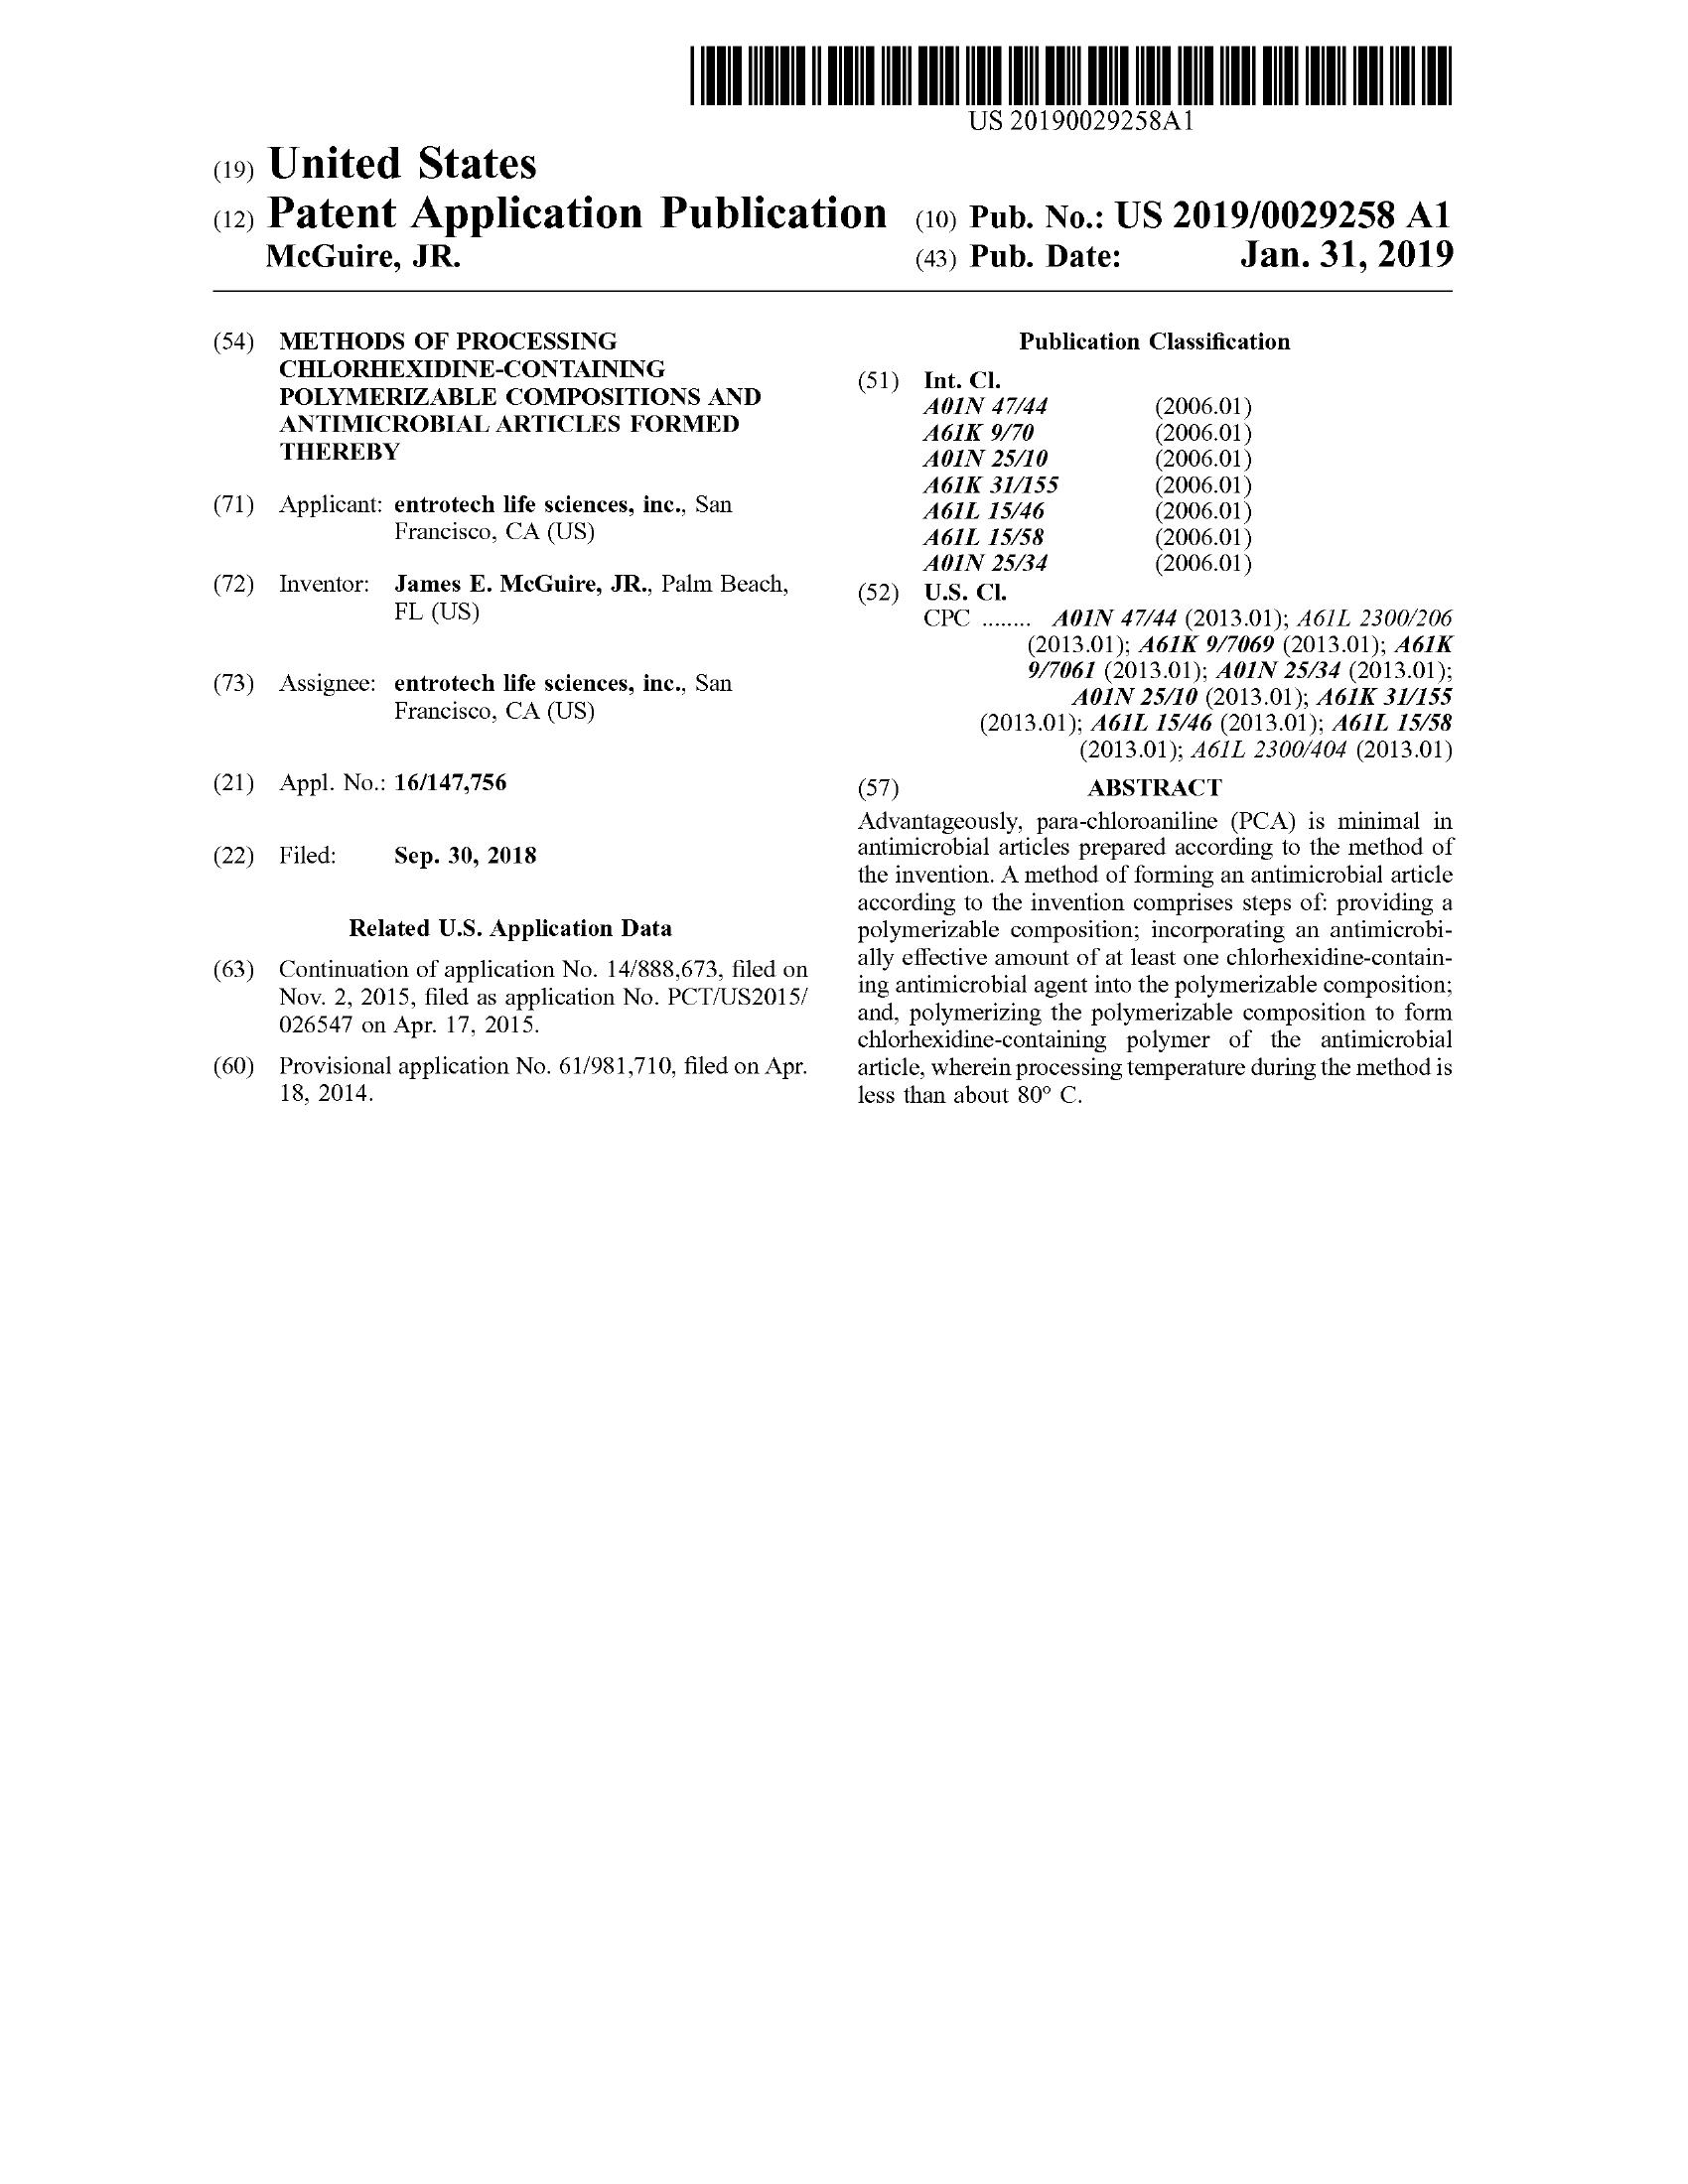 US 20190029258A1
(19) United States
(12) Patent Application Publication
McGuire, JR.
(10) Pub. No.: US 2019/0029258 A1
(43) Pub. Date: Jan. 31, 2019
(54) METHODS OF PROCESSING
CHLORHEXIDINE-CONTAINING
POLYMERIZABLE COMPOSITIONS AND
ANTIMICROBIAL ARTICLES FORMED
THEREBY
(71) Applicant: entrotech life sciences, inc., San
Francisco, CA (US)
(72) Inventor: James E. McGuire, JR., Palm Beach,
FL (US)
(73) Assignee: entrotech life sciences, inc., San
Francisco, CA (US)
(21) Appl. No.: 16/147,756
(22) Filed: Sep. 30, 2018
Related U.S. Application Data
(63) Continuation of application No. 14/888,673, filed on
Nov. 2, 2015, filed as application No. PCT/US2015/
026547 on Apr. 17, 2015.
(60) Provisional application No. 61/981,710, filed on Apr.
18, 2014.
Publication Classification
(51) Int. Cl.
A01N 47/44 (2006.01)
A61K 9/70 (2006.01)
A01N 25/10 (2006.01)
A61K 31/155 (2006.01)
A61L 15/46 (2006.01)
A61L 15/58 (2006.01)
A01N 25/34 (2006.01)
(52) U.S. Cl.
CPC ........ A01N 47/44 (2013.01); A61L 2300/206
(2013.01); A61K 9/7069 (2013.01); A61K
9/7061 (2013.01); A01N 25/34 (2013.01);
A01N 25/10 (2013.01); A61K 31/155
(2013.01); A61L 15/46 (2013.01); A61L 15/58
(2013.01); A61L 2300/404 (2013.01)
(57) ABSTRACT
Advantageously, para-chloroaniline (PCA) is minimal in
antimicrobial articles prepared according to the method of
the invention. A method of forming an antimicrobial article
according to the invention comprises steps of: providing a
polymerizable composition; incorporating an antimicrobi-
ally effective amount of at least one chlorhexidine-contain-
ing antimicrobial agent into the polymerizable composition;
and, polymerizing the polymerizable composition to form
chlorhexidine-containing polymer of the antimicrobial
article, wherein processing temperature during the method is
less than about 80° C.